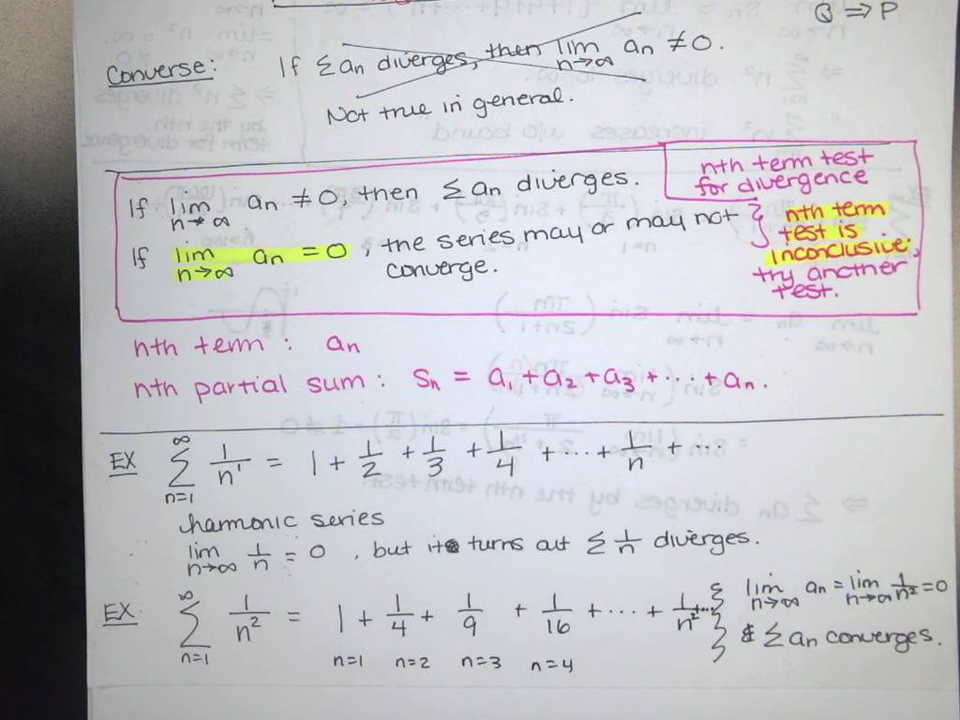 Q ⇒ P
Converse: If Σan diverges, then lim n→∞ an ≠ 0.
Not true in general.
nth term test
for divergence
If lim n→∞ an ≠ 0, then Σ an diverges.
If lim n→∞ an = 0, the series may or may not
converge.
nth term
test is
inconclusive,
try another
test.
nth term : an
nth partial sum : Sn = a1 + a2 + a3 + ... + an.
EX ∞ Σ n=1 1/n¹ = 1 + 1/2 + 1/3 + 1/4 + ... + 1/n + ...
harmonic series
lim n→∞ 1/n = 0 , but it turns out Σ 1/n diverges.
EX. ∞ Σ n=1 1/n² = 1 + 1/4 + 1/9 + 1/16 + ... + 1/n² ...
n=1 n=2 n=3 n=4
lim n→∞ an = lim n→∞ 1/n² = 0
& Σ an converges.